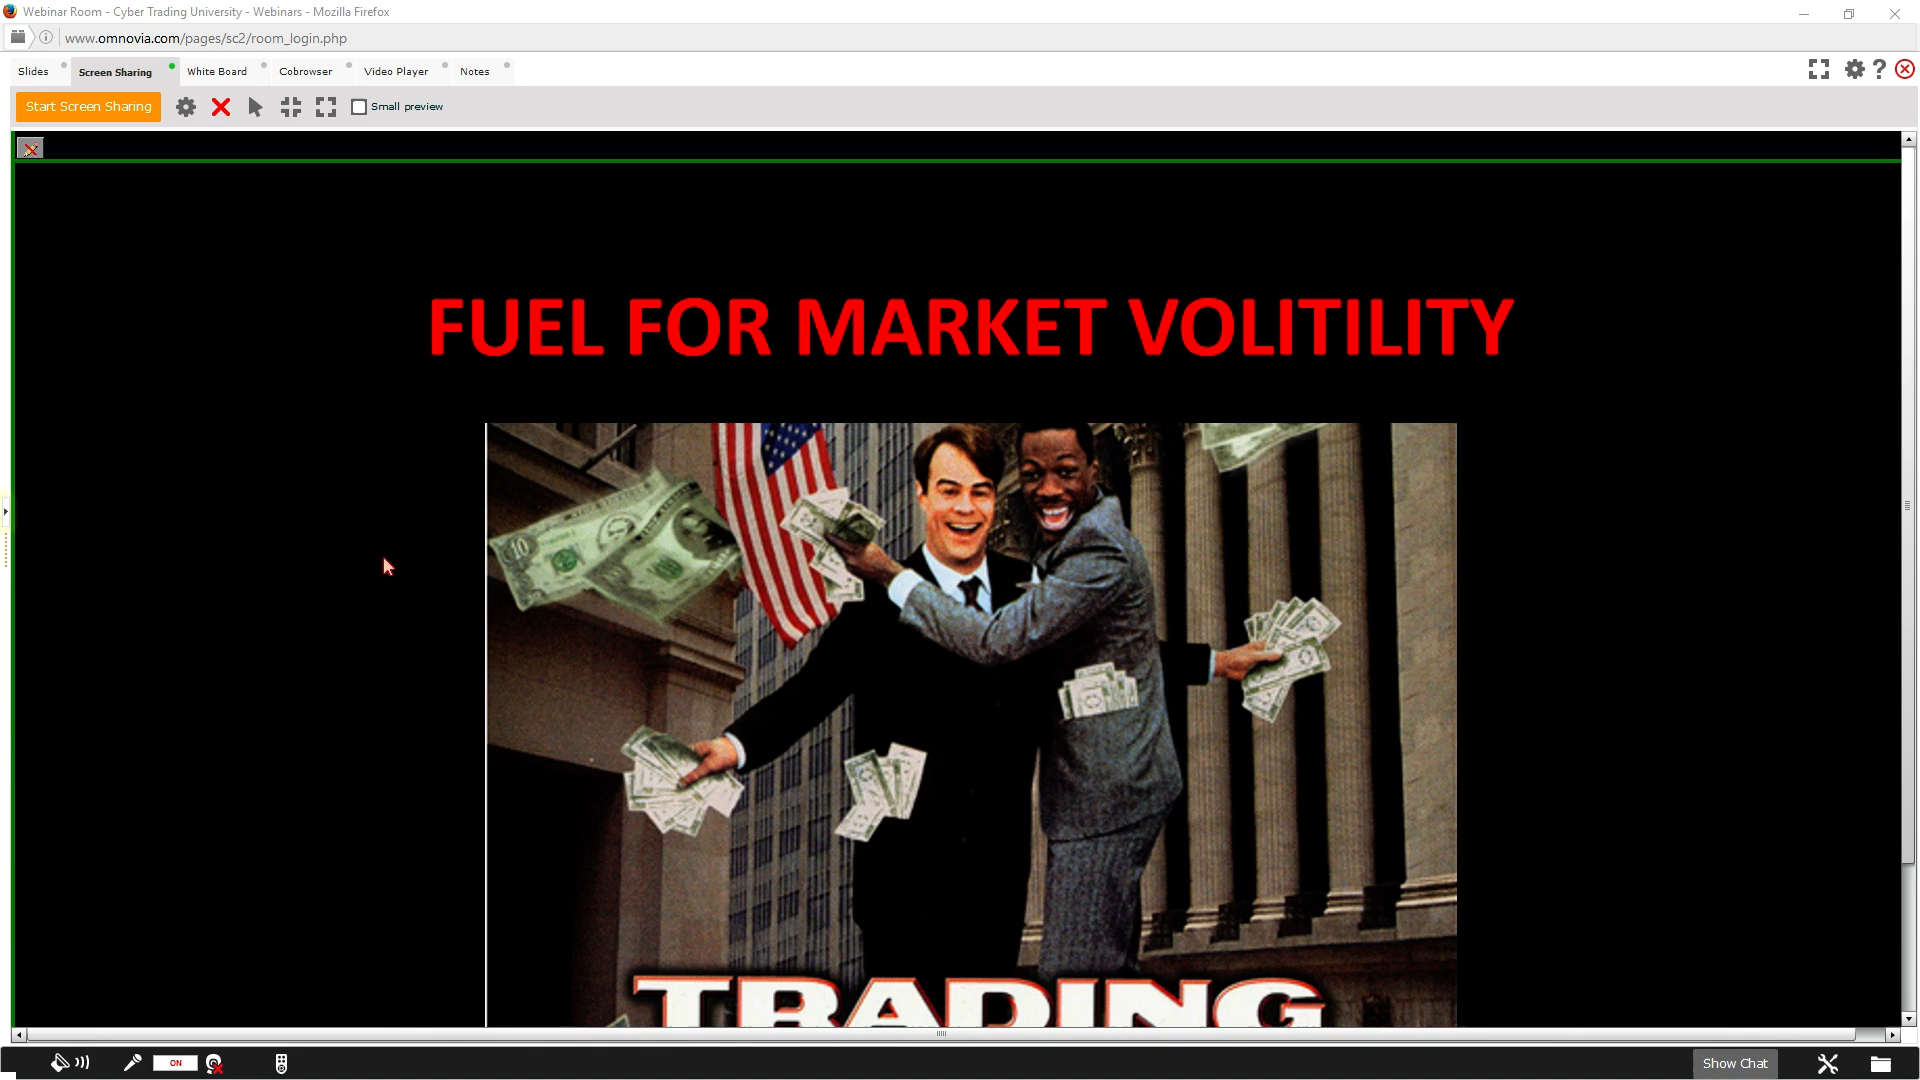 Webinar Room - Cyber Trading University - Webinars - Mozilla Firefox
www.omnovia.com/pages/sc2/room_login.php
Slides Screen Sharing White Board Cobrowser Video Player Notes
Start Screen Sharing Small preview
FUEL FOR MARKET VOLITILITY
TRADING
ON Show Chat